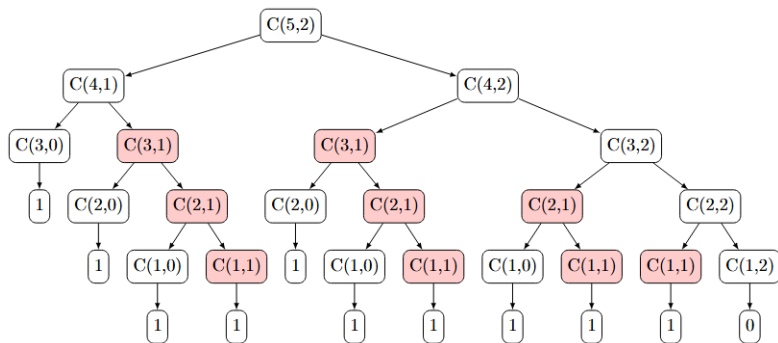 C(5,2)
C(4,1) C(4,2)
C(3,0) C(3,1) C(3,1) C(3,2)
1 C(2,0) C(2,1) C(2,0) C(2,1) C(2,1) C(2,2)
1 C(1,0) C(1,1) 1 C(1,0) C(1,1) C(1,0) C(1,1) C(1,1) C(1,2)
1 1 1 1 1 1 1 0